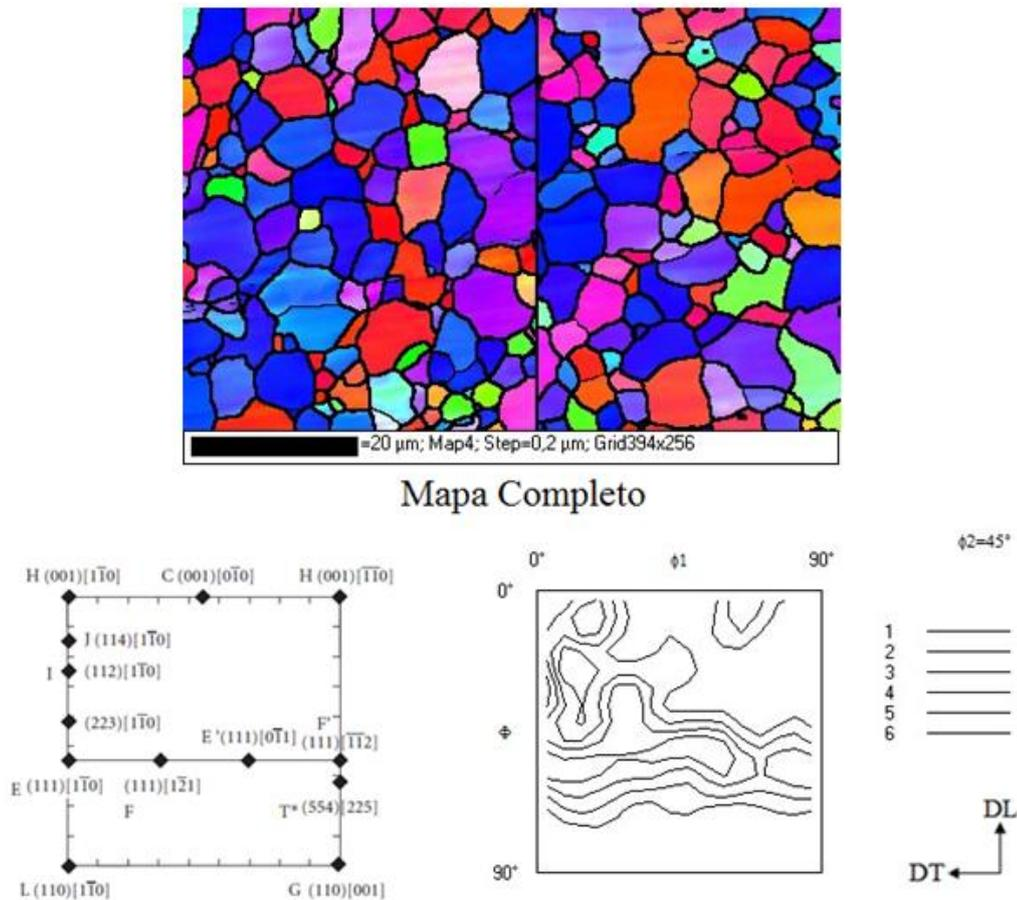 =20 µm; Map4; Step=0,2 µm; Grid394x256
Mapa Completo
H (001)[1̅1̅0] C (001)[01̅0] H (001)[1̅1̅0]
J (114)[11̅0]
I (112)[11̅0]
(223)[11̅0]
F'
E'(111)[01̅1] (111)[1̅1̅2]
E (111)[11̅0] (111)[12̅1]
F T* (554)[225]
L (110)[11̅0] G (110)[001]
0° ϕ1 90°
0°
Φ
90°
ϕ2=45°
1
2
3
4
5
6
DL
DT